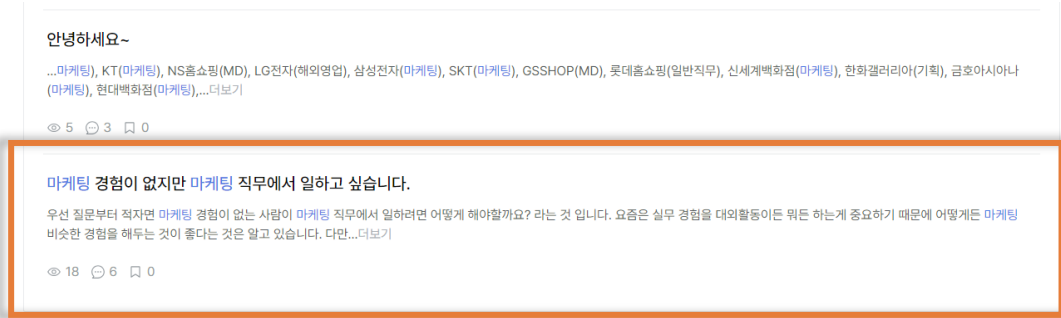 안녕하세요~
...마케팅), KT(마케팅), NS홈쇼핑(MD), LG전자(해외영업), 삼성전자(마케팅), SKT(마케팅), GSSHOP(MD), 롯데홈쇼핑(일반직무), 신세계백화점(마케팅), 한화갤러리아(기획), 금호아시아나
(마케팅), 현대백화점(마케팅),...더보기
5 3 0
마케팅 경험이 없지만 마케팅 직무에서 일하고 싶습니다.
우선 질문부터 적자면 마케팅 경험이 없는 사람이 마케팅 직무에서 일하려면 어떻게 해야할까요? 라는 것 입니다. 요즘은 실무 경험을 대외활동이든 뭐든 하는게 중요하기 때문에 어떻게든 마케팅
비슷한 경험을 해두는 것이 좋다는 것은 알고 있습니다. 다만...더보기
18 6 0